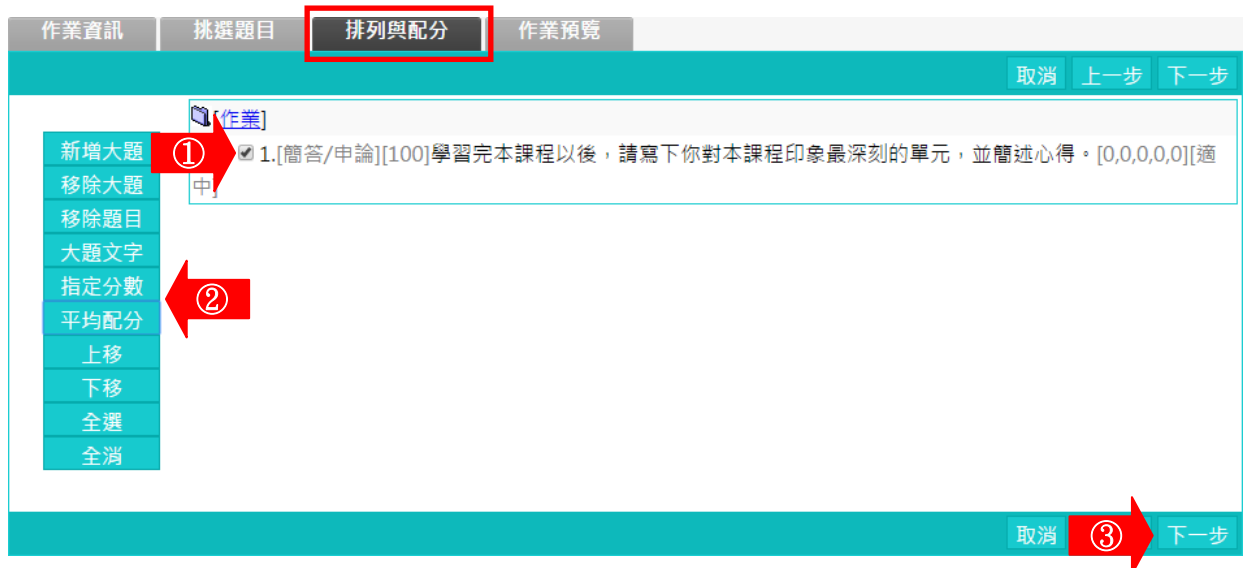 作業資訊 挑選題目 排列與配分 作業預覽
取消 上一步 下一步
[作業]
① 1.[簡答/申論][100]學習完本課程以後，請寫下你對本課程印象最深刻的單元，並簡述心得。[0,0,0,0,0][適
中]
新增大題
移除大題
移除題目
大題文字
指定分數
②
平均配分
上移
下移
全選
全消
取消 ③ 下一步